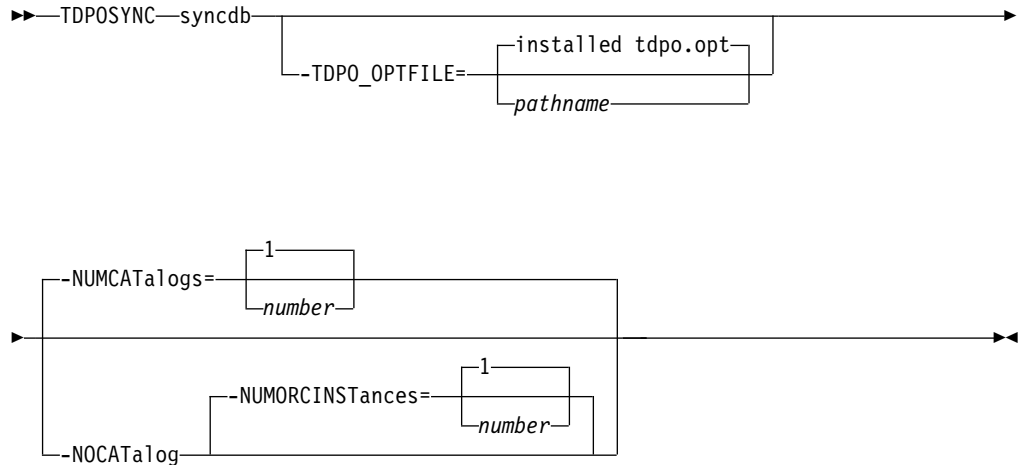 TDPOSYNC syncdb
installed tdpo.opt
-TDPO_OPTFILE=
pathname
1
-NUMCATalogs=
number
1
-NUMORCINSTances=
number
-NOCATalog